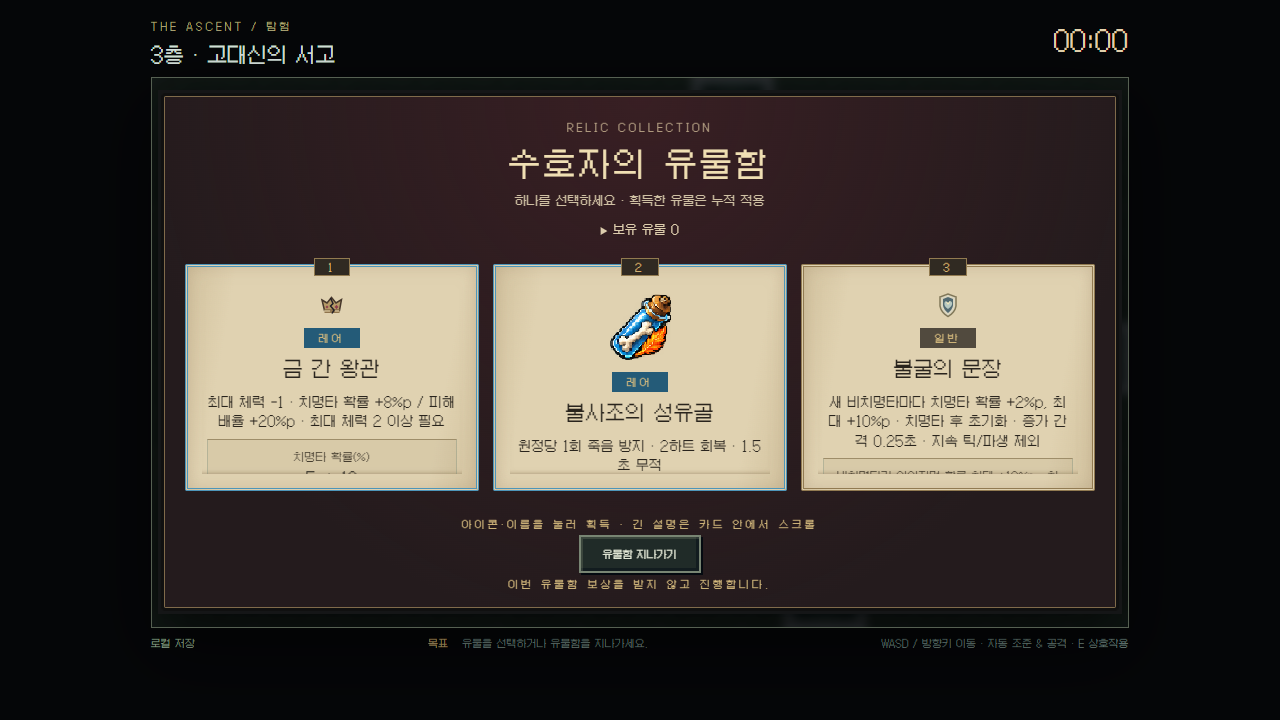 THE ASCENT / 탐험
3층 · 고대신의 서고
00:00
RELIC COLLECTION
수호자의 유물함
하나를 선택하세요 · 획득한 유물은 누적 적용
▶ 보유 유물 0
1
레어
금 간 왕관
최대 체력 -1 · 치명타 확률 +8%p / 피해
배율 +20%p · 최대 체력 2 이상 필요
치명타 확률(%)
2
레어
불사조의 성유골
원정당 1회 죽음 방지 · 2하트 회복 · 1.5
초 무적
3
일반
불굴의 문장
새 비치명타마다 치명타 확률 +2%p, 최
대 +10%p · 치명타 후 초기화 · 증가 간
격 0.25초 · 지속 틱/파생 제외
아이콘·이름을 눌러 획득 · 긴 설명은 카드 안에서 스크롤
유물함 지나가기
이번 유물함 보상을 받지 않고 진행합니다.
로컬 저장
목표 유물을 선택하거나 유물함을 지나가세요.
WASD / 방향키 이동 · 자동 조준 & 공격 · E 상호작용